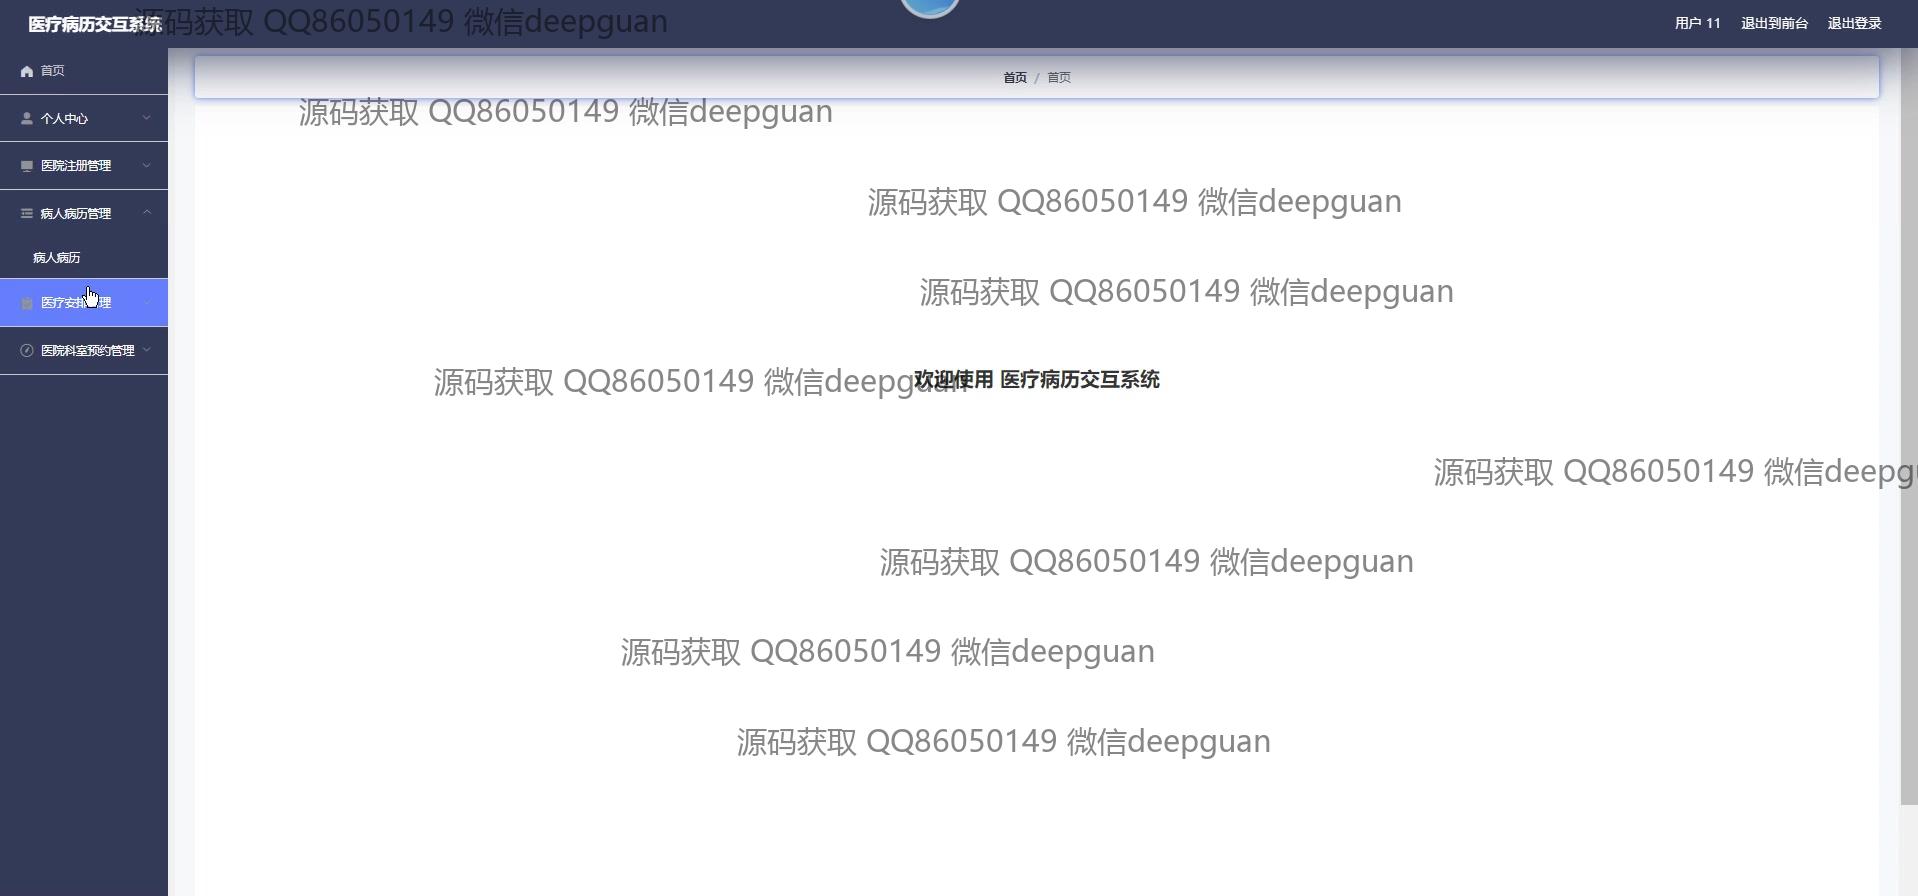 医疗病历交互系统
源码获取 QQ86050149 微信deepguan
用户 11
退出到前台
退出登录
首页
个人中心
医院注册管理
病人病历管理
病人病历
医疗安排管理
医院科室预约管理
首页 / 首页
源码获取 QQ86050149 微信deepguan
源码获取 QQ86050149 微信deepguan
源码获取 QQ86050149 微信deepguan
源码获取 QQ86050149 微信deepguan
欢迎使用 医疗病历交互系统
源码获取 QQ86050149 微信deepg
源码获取 QQ86050149 微信deepguan
源码获取 QQ86050149 微信deepguan
源码获取 QQ86050149 微信deepguan